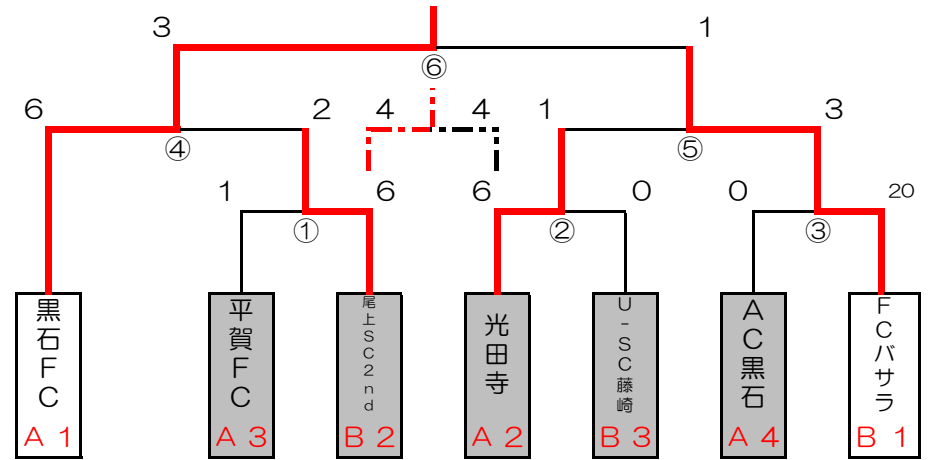 3 1
⑥
6 2 4 4 1 3
④ ⑤
1 6 6 0 0 20
① ② ③
黒石FC
A1
平賀FC
A3
尾上SC2nd
B2
光田寺
A2
U-SC藤崎
B3
AC黒石
A4
FCバサラ
B1